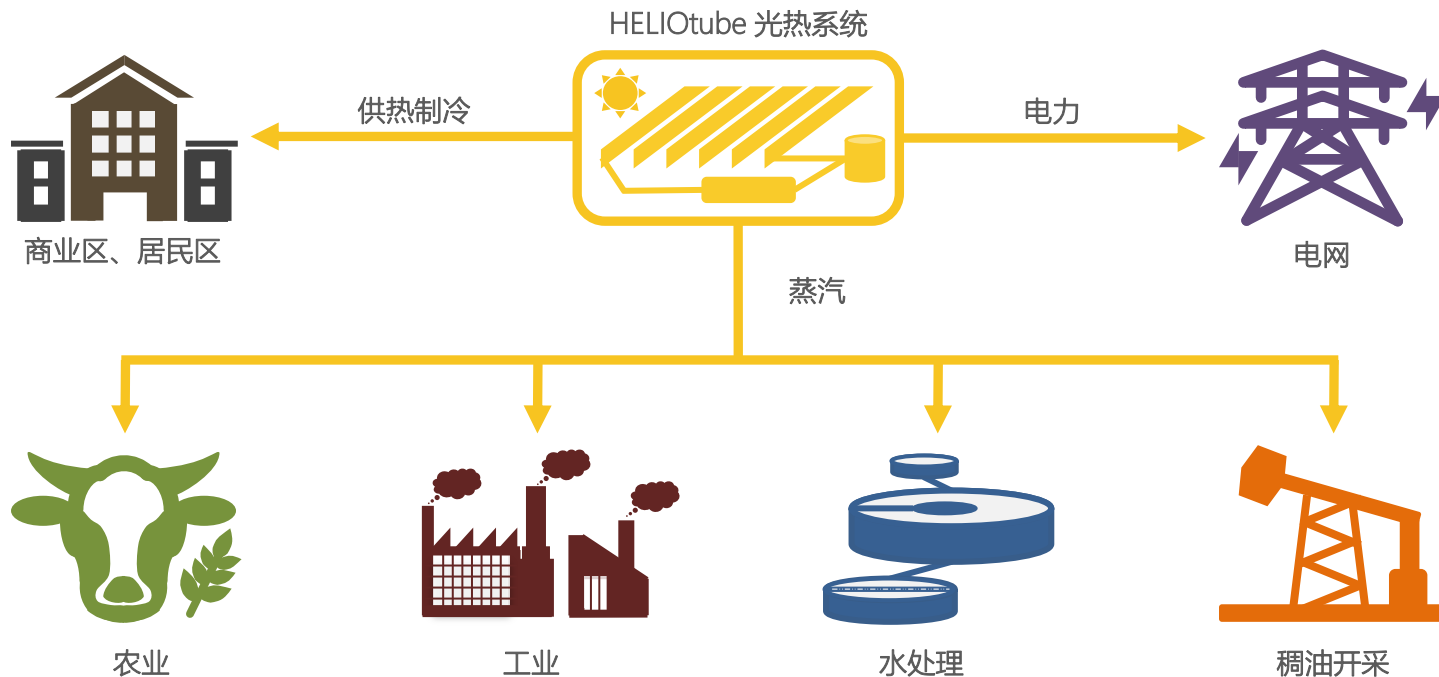 HELIOtube 光热系统
供热制冷
电力
商业区、居民区
电网
蒸汽
农业
工业
水处理
稠油开采